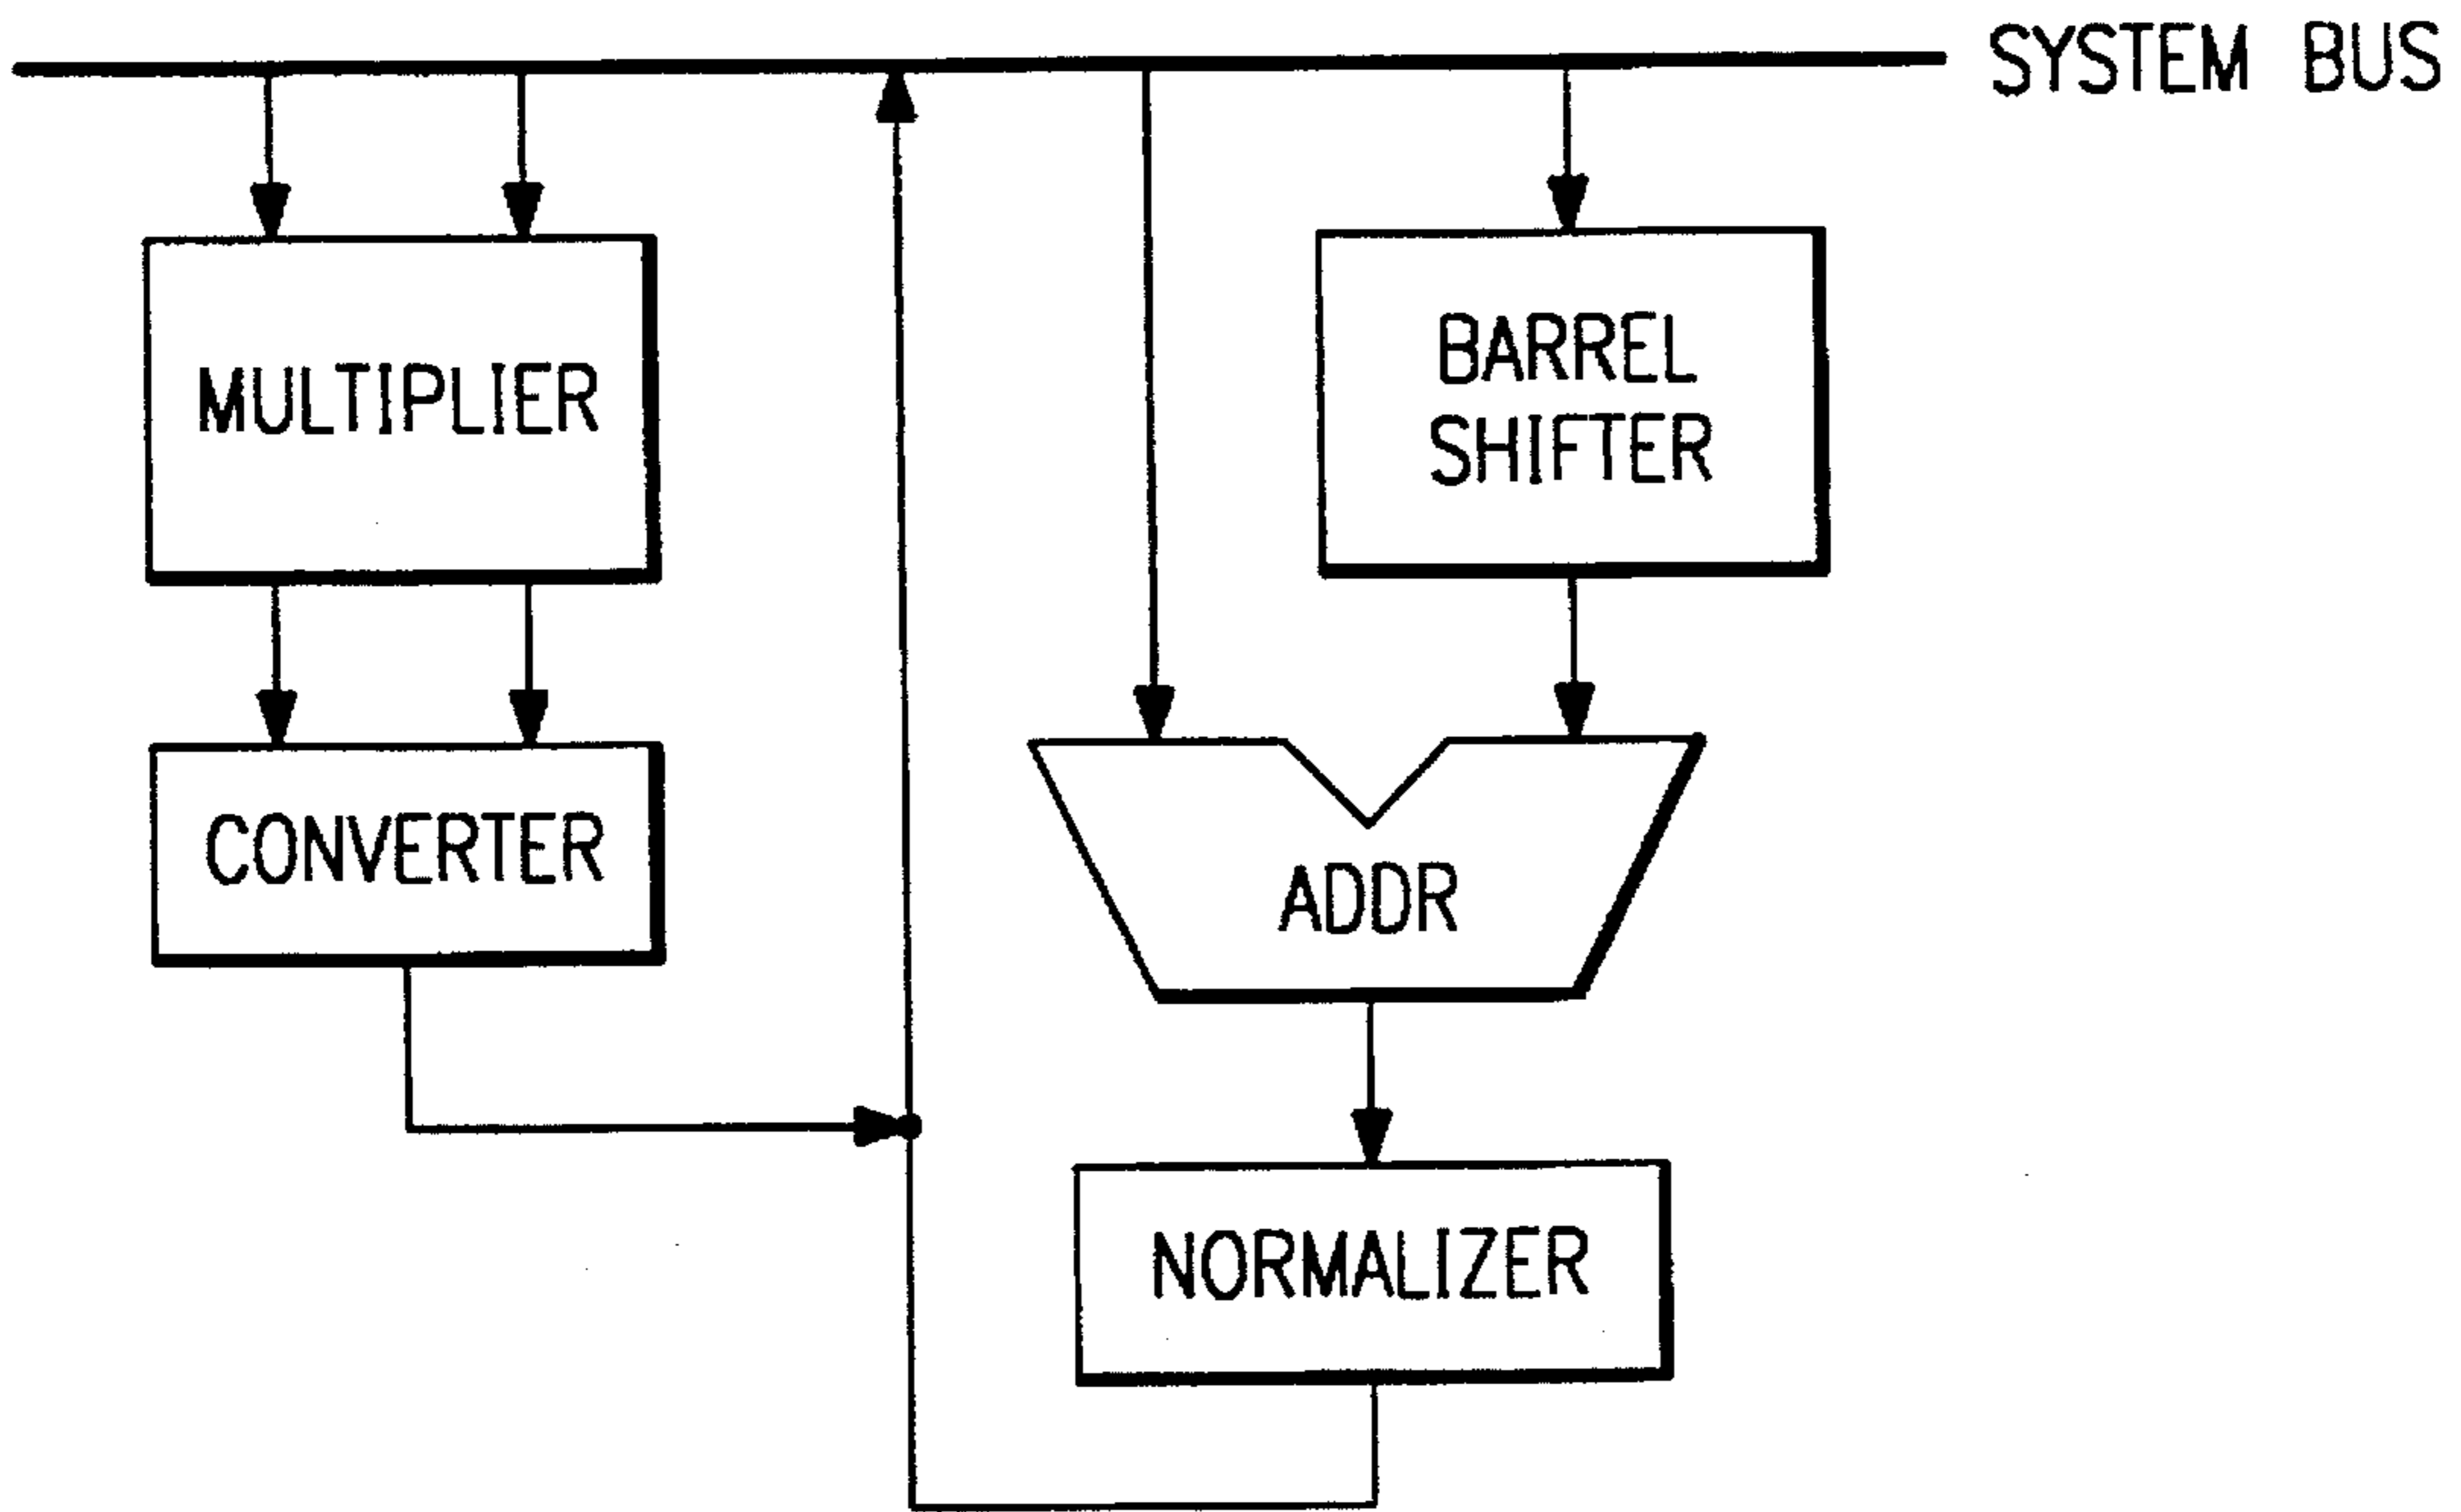 SYSTEM BUS
MULTIPLIER
BARREL
SHIFTER
CONVERTER
ADDR
NORMALIZER